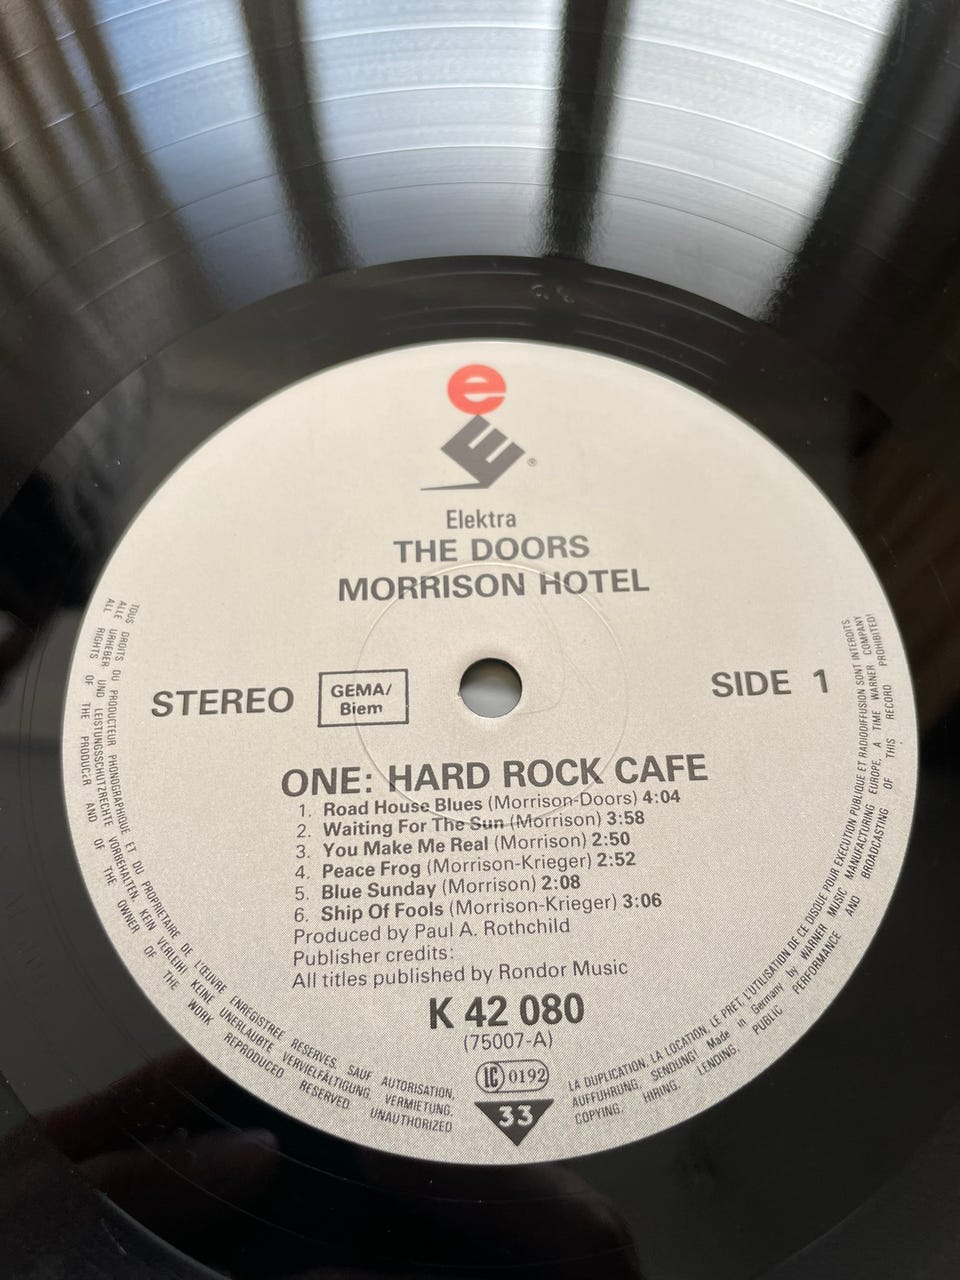 e
E®
Elektra
THE DOORS
MORRISON HOTEL
STEREO
GEMA/
Biem
SIDE 1
ONE: HARD ROCK CAFE
1. Road House Blues (Morrison-Doors) 4:04
2. Waiting For The Sun (Morrison) 3:58
3. You Make Me Real (Morrison) 2:50
4. Peace Frog (Morrison-Krieger) 2:52
5. Blue Sunday (Morrison) 2:08
6. Ship Of Fools (Morrison-Krieger) 3:06
Produced by Paul A. Rothchild
Publisher credits:
All titles published by Rondor Music
K 42 080
(75007-A)
LC 0192
33
TOUS DROITS DU PRODUCTEUR PHONOGRAPHIQUE ET DU PROPRIETAIRE DE L'ŒUVRE ENREGISTREE RESERVES. SAUF AUTORISATION,
LA DUPLICATION, LA LOCATION, LE PRET, L'UTILISATION DE CE DISQUE POUR EXECUTION PUBLIQUE ET RADIODIFFUSION SONT INTERDITS.
ALLE URHEBER UND LEISTUNGSSCHUTZRECHTE VORBEHALTEN. KEIN VERLEIH! KEINE UNERLAUBTE VERVIELFÄLTIGUNG, VERMIETUNG,
AUFFÜHRUNG, SENDUNG! Made in Germany by WARNER MUSIC MANUFACTURING EUROPE, A TIME WARNER COMPANY
ALL RIGHTS OF THE PRODUCER AND OF THE OWNER OF THE WORK REPRODUCED RESERVED. UNAUTHORIZED
COPYING, HIRING, LENDING, PUBLIC PERFORMANCE AND BROADCASTING OF THIS RECORD PROHIBITED!